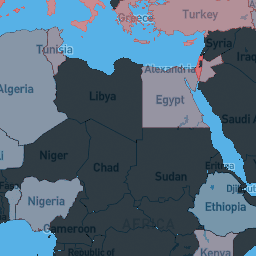 Turkey
Greece
Syria
Tunisia
Iraq
Alexandria
Algeria
Libya
Egypt
Saudi A
Niger
Chad
Sudan
Eritrea
Nigeria
Ethiopia
AFRICA
Cameroon
Kenya
Republic of